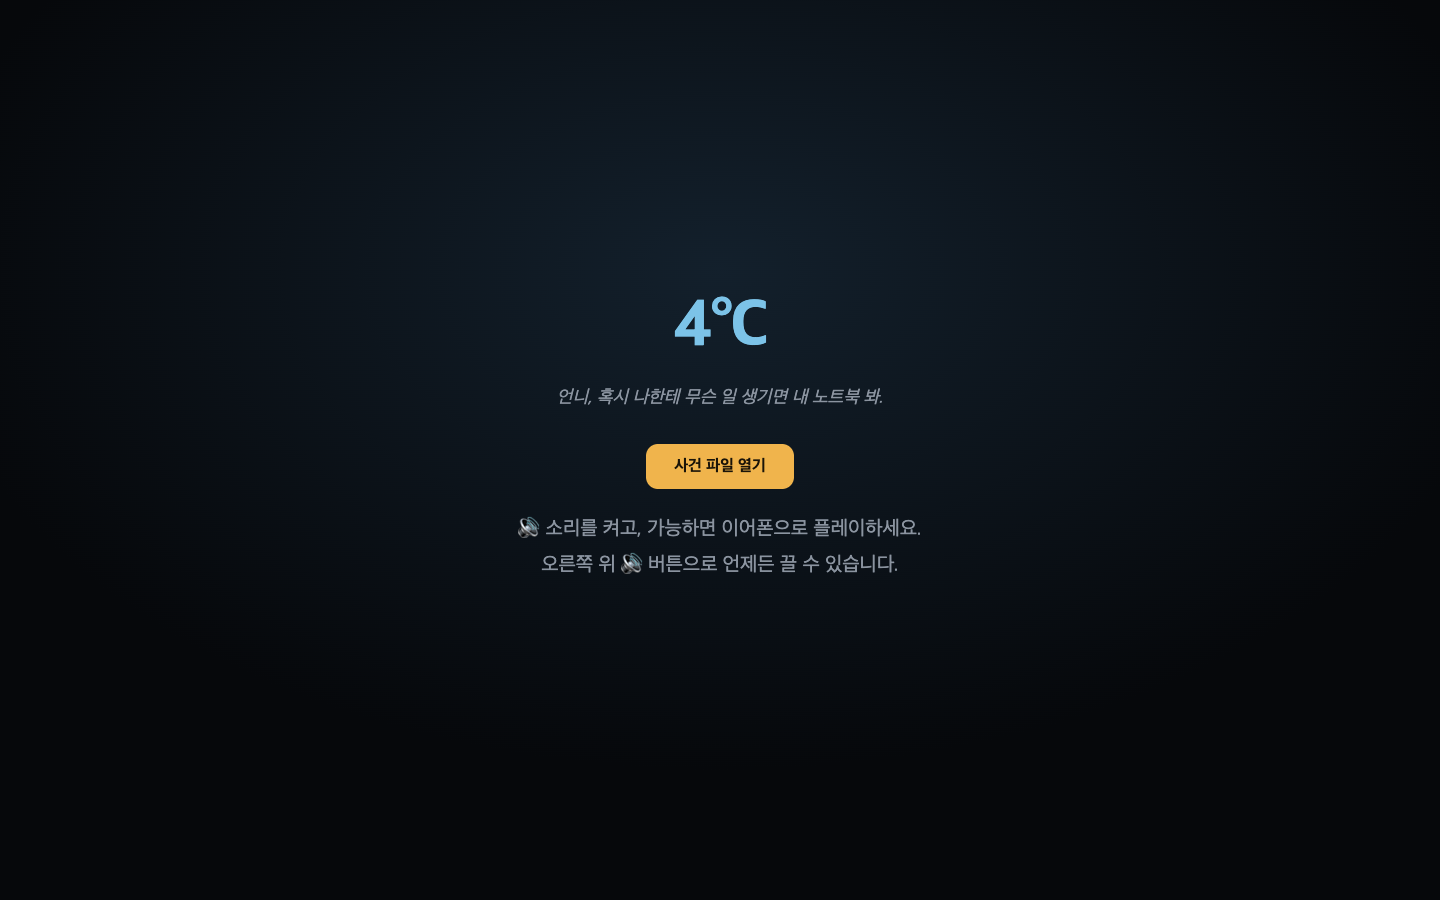 4°C
언니, 혹시 나한테 무슨 일 생기면 내 노트북 봐.
사건 파일 열기
🔊 소리를 켜고, 가능하면 이어폰으로 플레이하세요.
오른쪽 위 🔊 버튼으로 언제든 끌 수 있습니다.